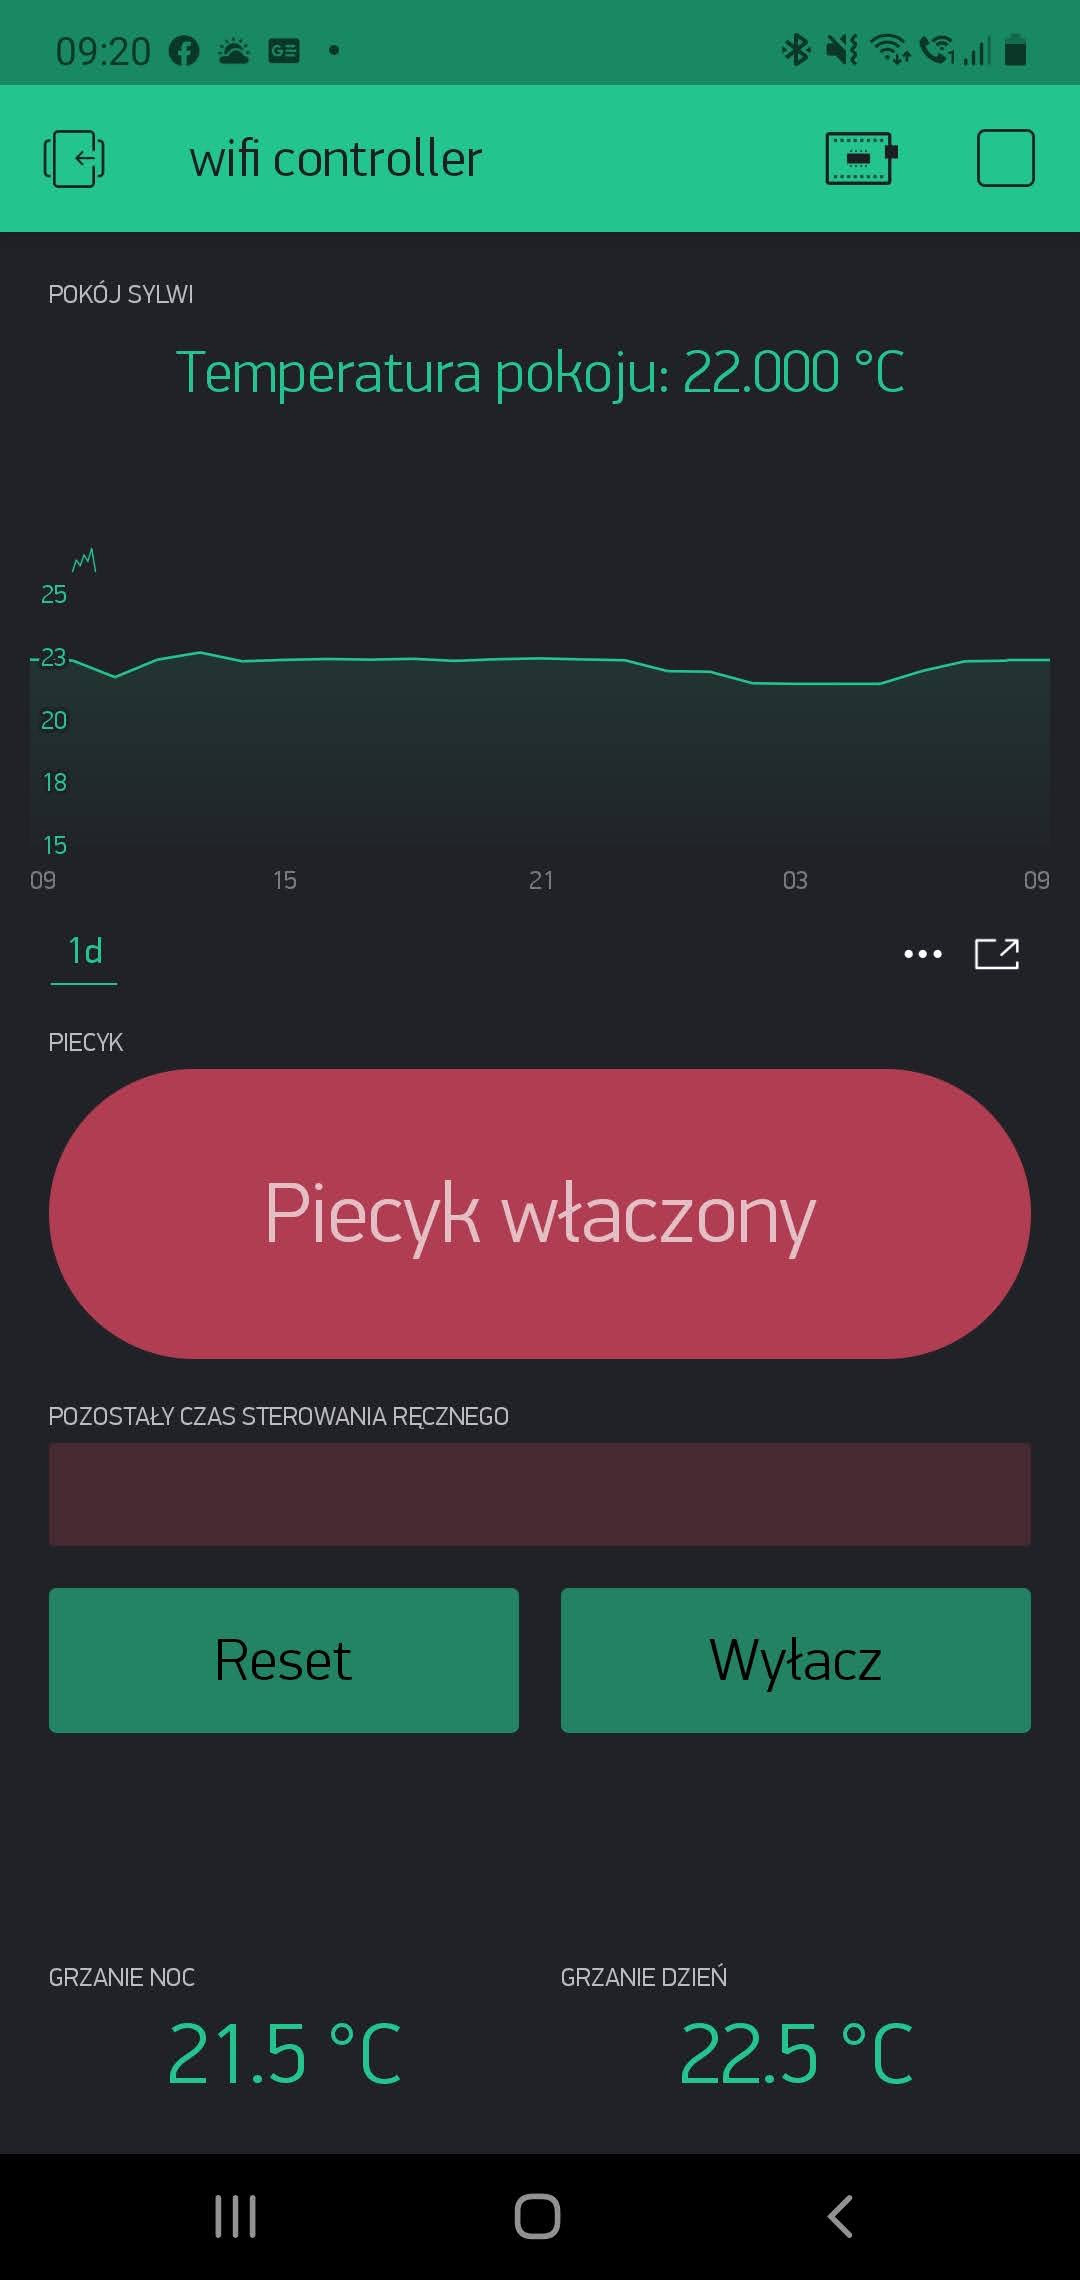 09:20
wifi controller
POKÓJ SYLWI
Temperatura pokoju: 22.000 °C
25
23
20
18
15
09 15 21 03 09
1d
PIECYK
Piecyk właczony
POZOSTAŁY CZAS STEROWANIA RĘCZNEGO
Reset Wyłacz
GRZANIE NOC GRZANIE DZIEŃ
21.5 °C 22.5 °C